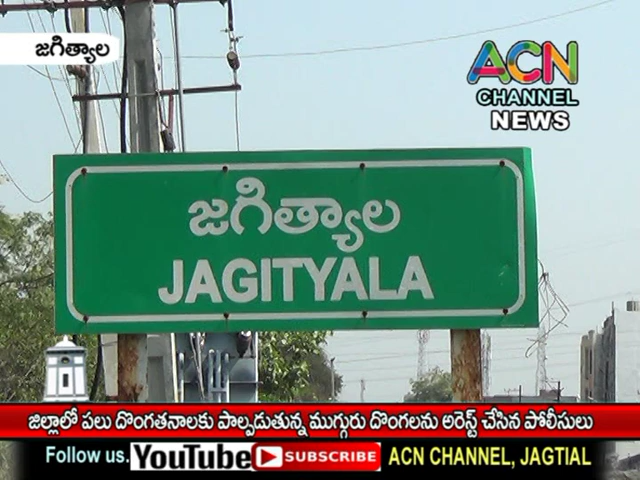 జగిత్యాల
ACN
CHANNEL
NEWS
జగిత్యాల
JAGITYALA
జిల్లాలో పలు దొంగతనాలకు పాల్పడుతున్న ముగ్గురు దొంగలను అరెస్ట్ చేసిన పోలీసులు
Follow us. YouTube SUBSCRIBE ACN CHANNEL, JAGTIAL